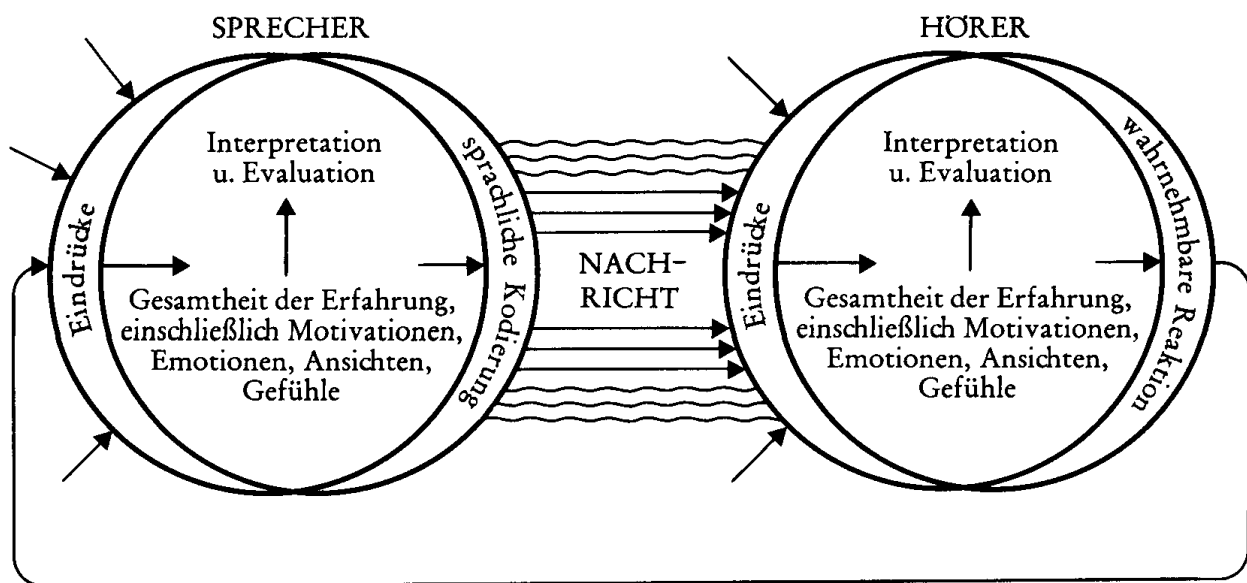 SPRECHER
Eindrücke
Interpretation
u. Evaluation
Gesamtheit der Erfahrung,
einschließlich Motivationen,
Emotionen, Ansichten,
Gefühle
sprachliche Kodierung
NACH-
RICHT
HÖRER
Eindrücke
Interpretation
u. Evaluation
Gesamtheit der Erfahrung,
einschließlich Motivationen,
Emotionen, Ansichten,
Gefühle
wahrnehmbare Reaktion